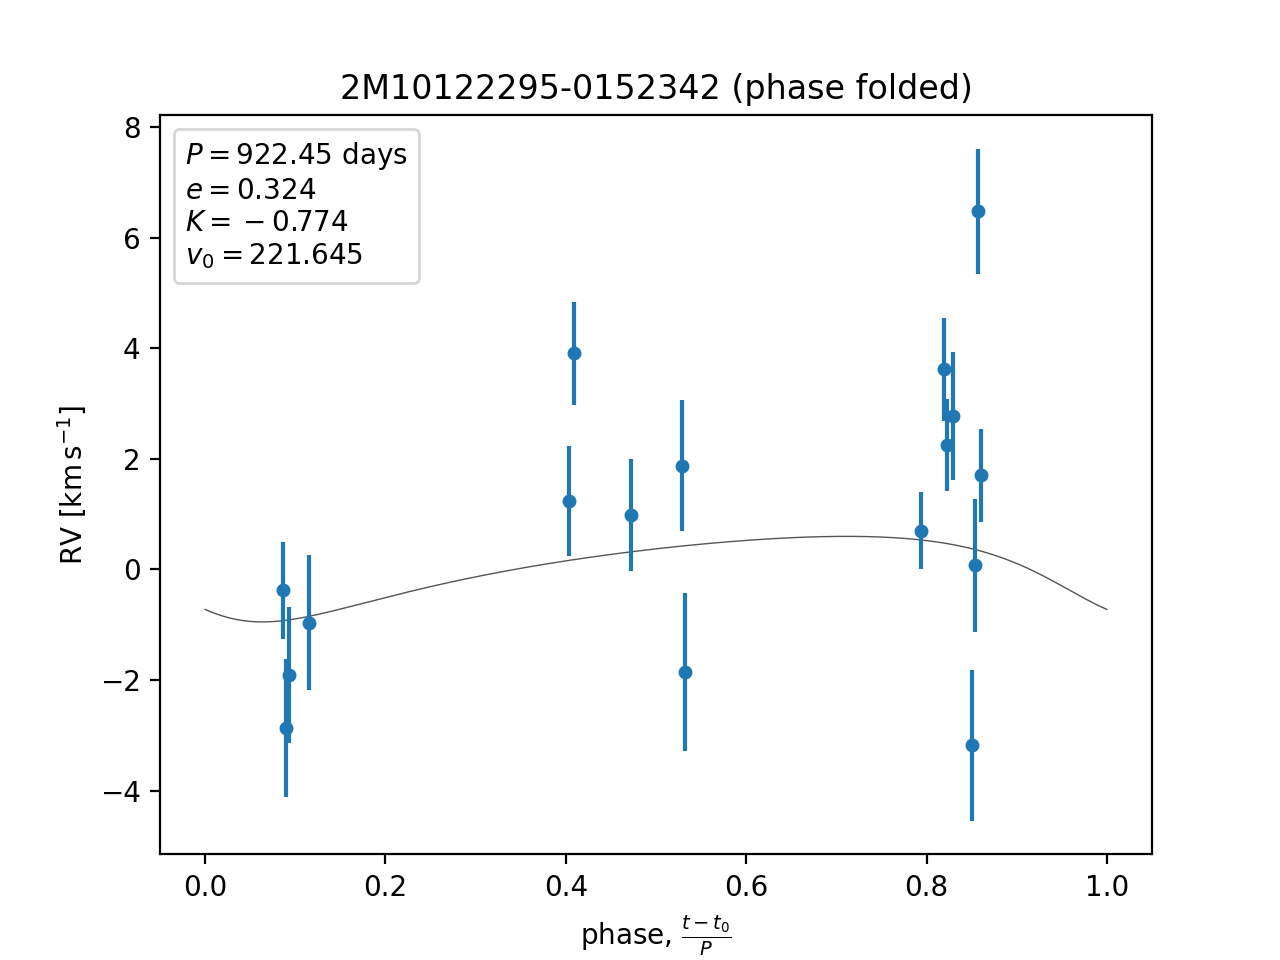 2M10122295-0152342 (phase folded)
P = 922.45 days
e = 0.324
K = −0.774
v₀ = 221.645
8
6
4
2
0
−2
−4
RV [km s⁻¹]
0.0 0.2 0.4 0.6 0.8 1.0
phase, (t − t₀)/P